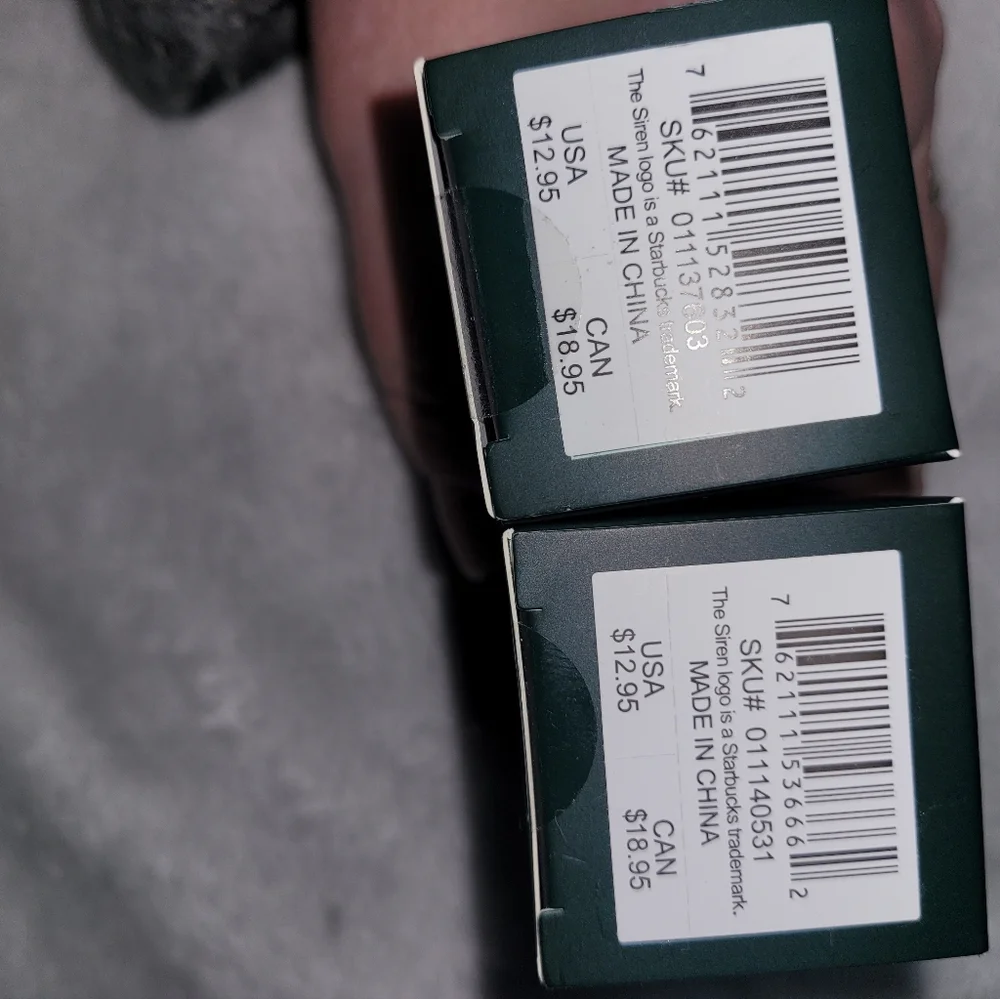 7 62111 52832 2
SKU#
The Siren logo is a Starbucks trademark.
MADE IN CHINA
USA CAN
$12.95 $18.95
7 62111 53666 2
SKU# 011140531
The Siren logo is a Starbucks trademark.
MADE IN CHINA
USA CAN
$12.95 $18.95